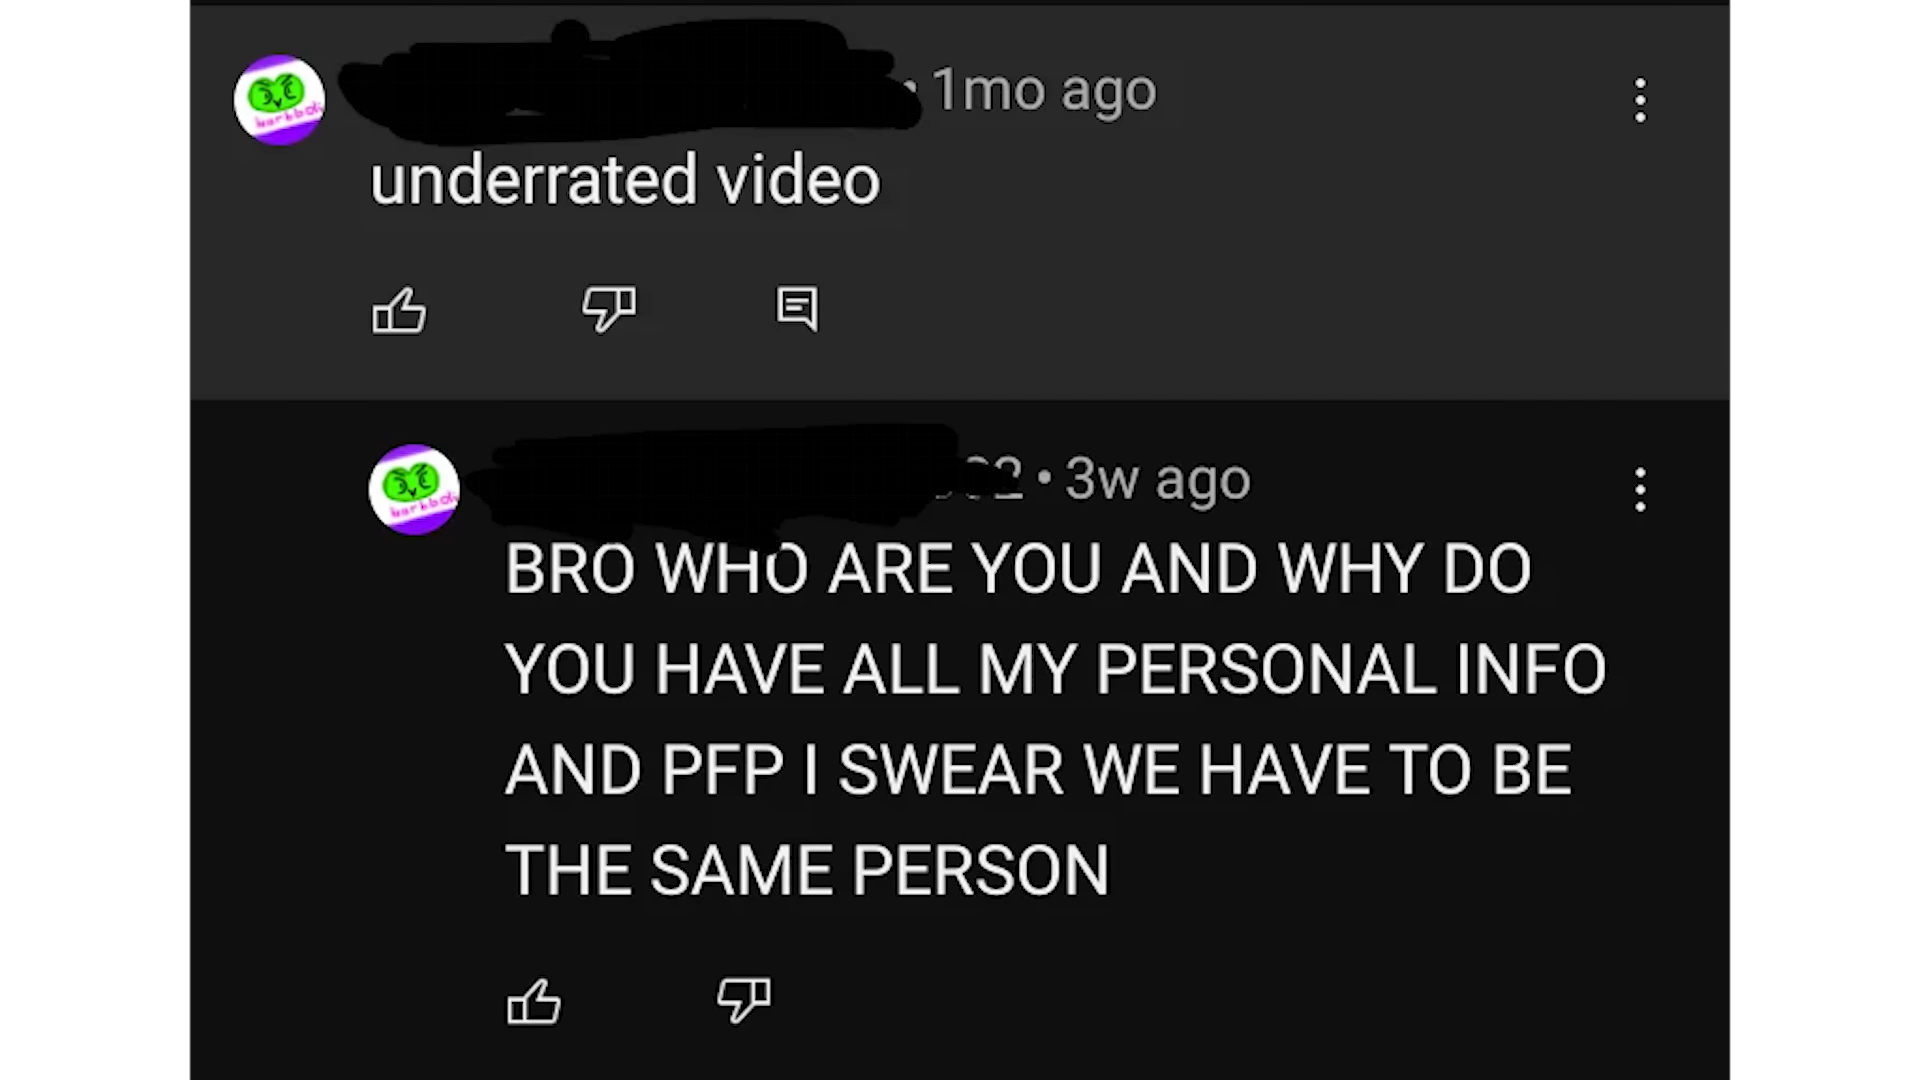 • 1mo ago
underrated video
2 • 3w ago
BRO WHO ARE YOU AND WHY DO
YOU HAVE ALL MY PERSONAL INFO
AND PFP I SWEAR WE HAVE TO BE
THE SAME PERSON